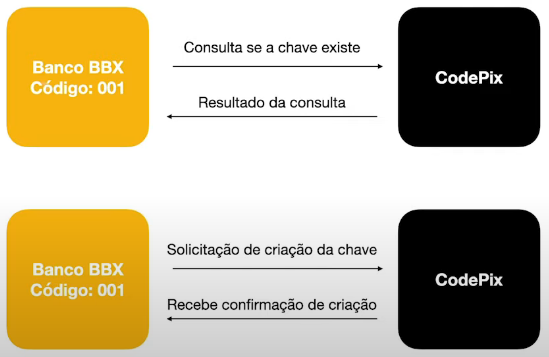 Banco BBX
Código: 001
Consulta se a chave existe
Resultado da consulta
CodePix
Banco BBX
Código: 001
Solicitação de criação da chave
Recebe confirmação de criação
CodePix